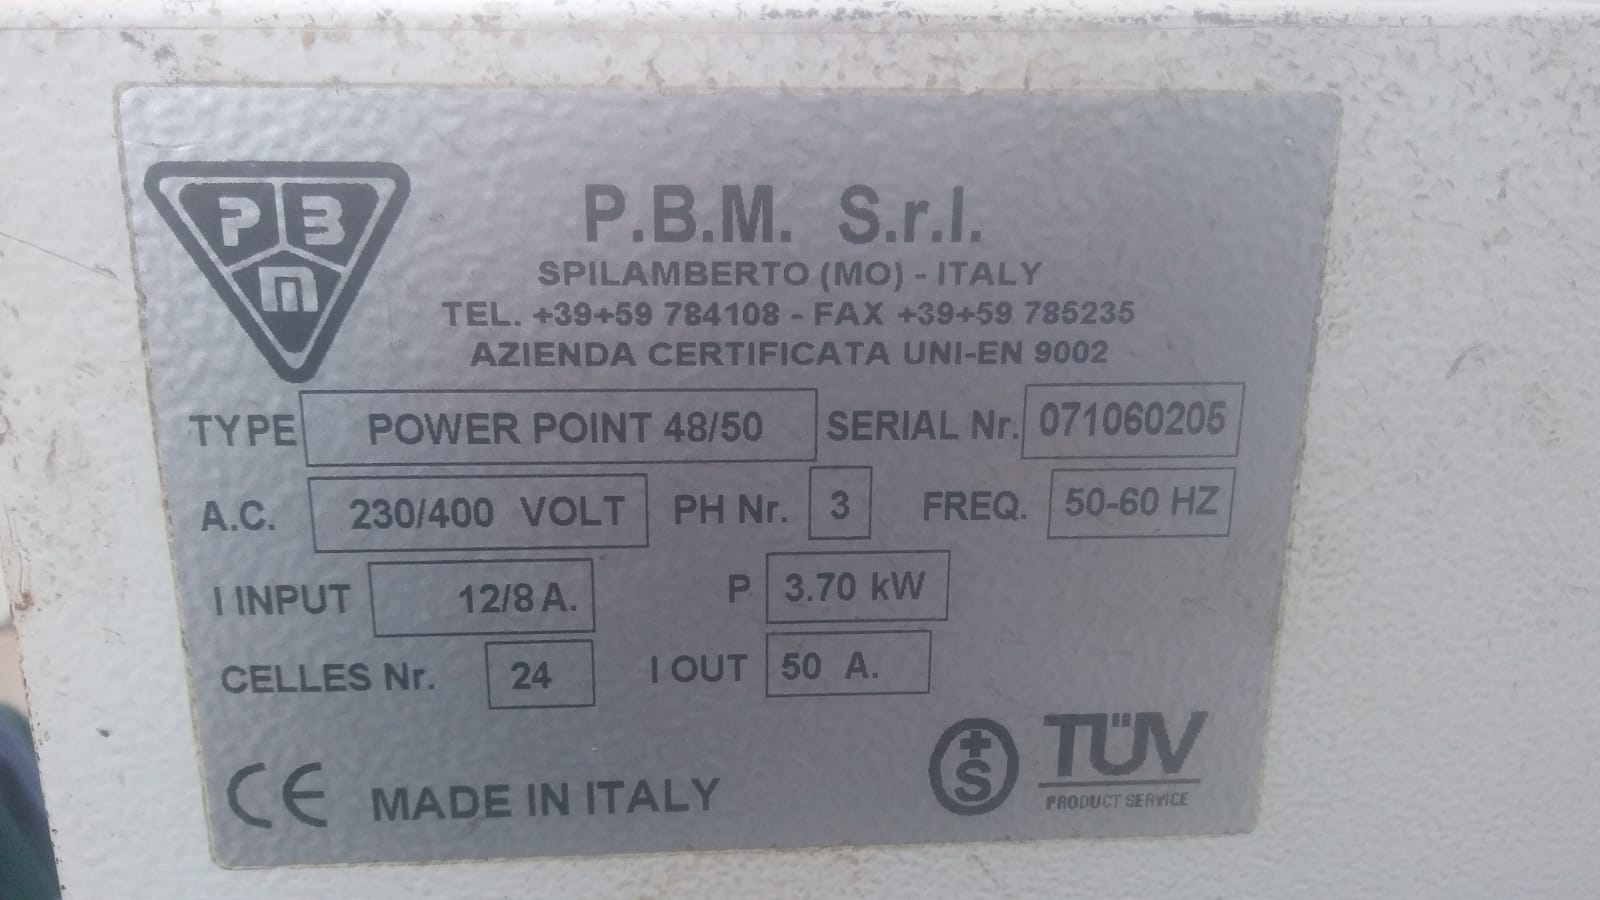 P B M
P.B.M. S.r.l.
SPILAMBERTO (MO) - ITALY
TEL. +39+59 784108 - FAX +39+59 785235
AZIENDA CERTIFICATA UNI-EN 9002
TYPE POWER POINT 48/50 SERIAL Nr. 071060205
A.C. 230/400 VOLT PH Nr. 3 FREQ. 50-60 HZ
I INPUT 12/8 A. P 3.70 kW
CELLES Nr. 24 I OUT 50 A.
CE MADE IN ITALY +S TÜV
PRODUCT SERVICE